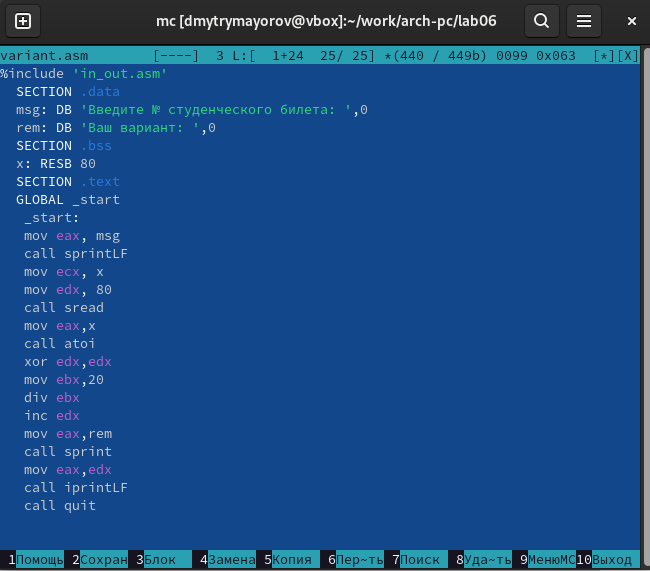 mc [dmytrymayorov@vbox]:~/work/arch-pc/lab06
variant.asm [----] 3 L:[ 1+24 25/ 25] *(440 / 449b) 0099 0x063 [*][X]
%include 'in_out.asm'
SECTION .data
msg: DB 'Введите № студенческого билета: ',0
rem: DB 'Ваш вариант: ',0
SECTION .bss
x: RESB 80
SECTION .text
GLOBAL _start
_start:
mov eax, msg
call sprintLF
mov ecx, x
mov edx, 80
call sread
mov eax,x
call atoi
xor edx,edx
mov ebx,20
div ebx
inc edx
mov eax,rem
call sprint
mov eax,edx
call iprintLF
call quit
1Помощь 2Сохран 3Блок 4Замена 5Копия 6Пер~ть 7Поиск 8Уда~ть 9МенюМС 10Выход